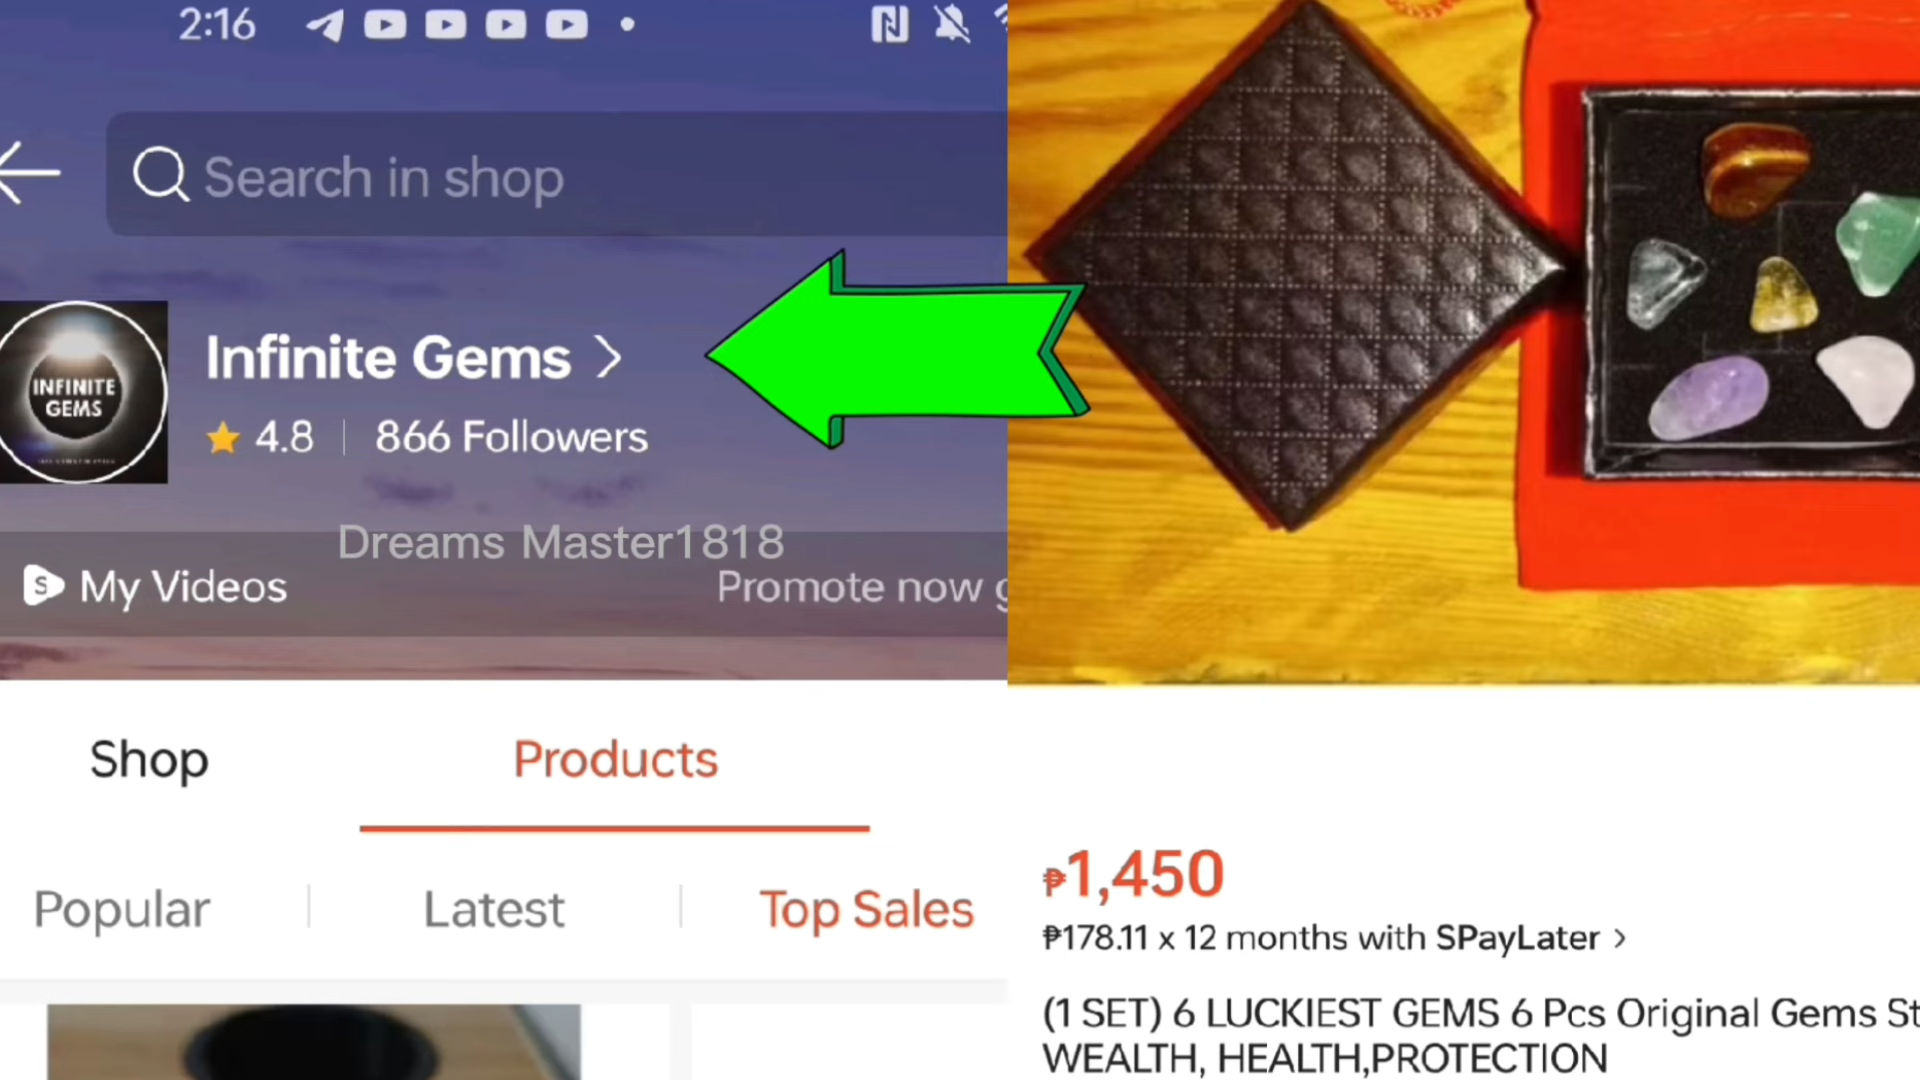 2:16
Search in shop
INFINITE
GEMS
Infinite Gems
4.8
866 Followers
Dreams Master1818
My Videos
Promote now
Shop
Products
Popular
Latest
Top Sales
₱1,450
₱178.11 x 12 months with SPayLater
(1 SET) 6 LUCKIEST GEMS 6 Pcs Original Gems St
WEALTH, HEALTH,PROTECTION